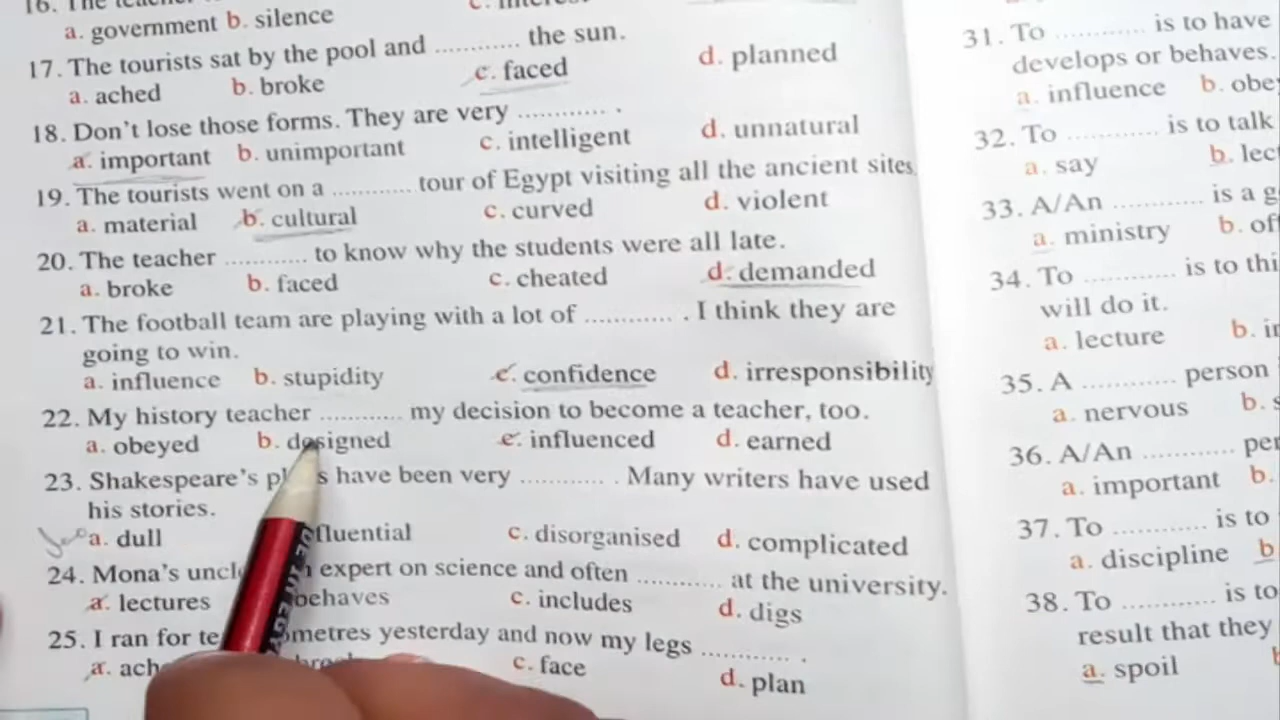 16. The
a. government b. silence
17. The tourists sat by the pool and ............ the sun.
a. ached b. broke c. faced d. planned
18. Don't lose those forms. They are very ............ .
a. important b. unimportant c. intelligent d. unnatural
19. The tourists went on a ............ tour of Egypt visiting all the ancient sites
a. material b. cultural c. curved d. violent
20. The teacher ............ to know why the students were all late.
a. broke b. faced c. cheated d. demanded
21. The football team are playing with a lot of ............ . I think they are
going to win.
a. influence b. stupidity c. confidence d. irresponsibility
22. My history teacher ............ my decision to become a teacher, too.
a. obeyed b. designed c. influenced d. earned
23. Shakespeare's have been very ............ . Many writers have used
his stories.
a. dull fluential c. disorganised d. complicated
24. Mona's expert on science and often ............ at the university.
a. lectures behaves c. includes d. digs
25. I ran for ometres yesterday and now my legs ............ .
a. ach c. face d. plan
31. To ............ is to have
develops or behaves.
a. influence b. obe
32. To ............ is to talk
a. say b. lec
33. A/An ............ is a g
a. ministry b. of
34. To ............ is to thi
will do it.
a. lecture b. i
35. A ............ person
a. nervous b. s
36. A/An ............ per
a. important b.
37. To ............ is to
a. discipline b
38. To ............ is to
result that they
a. spoil